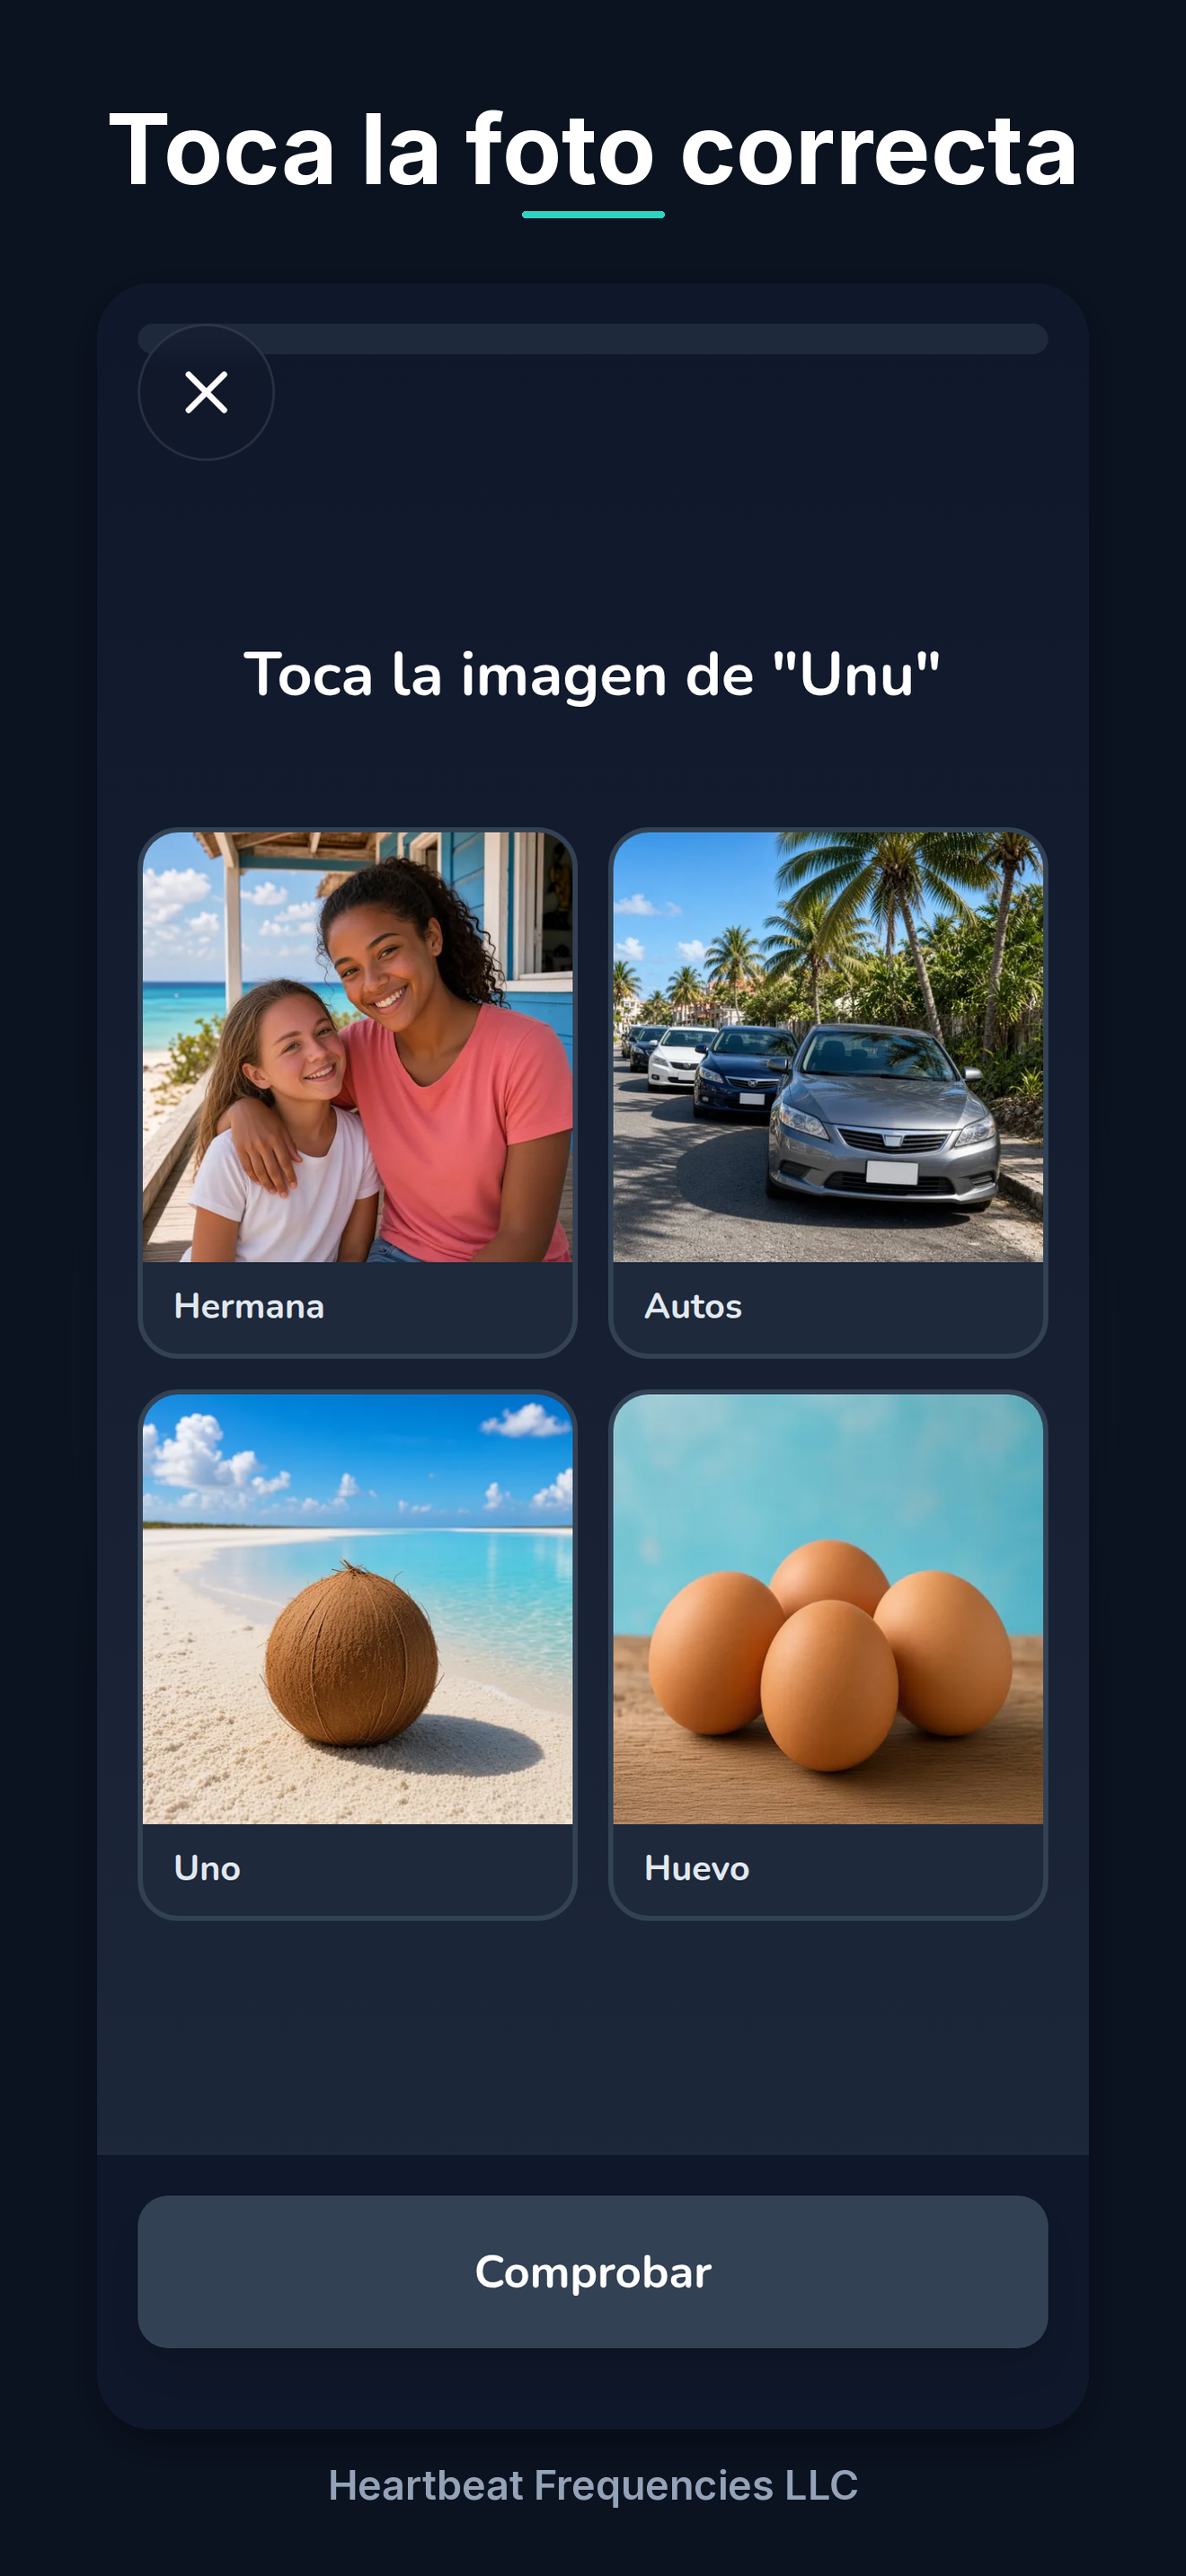 Toca la foto correcta
Toca la imagen de "Unu"
Hermana
Autos
Uno
Huevo
Comprobar
Heartbeat Frequencies LLC